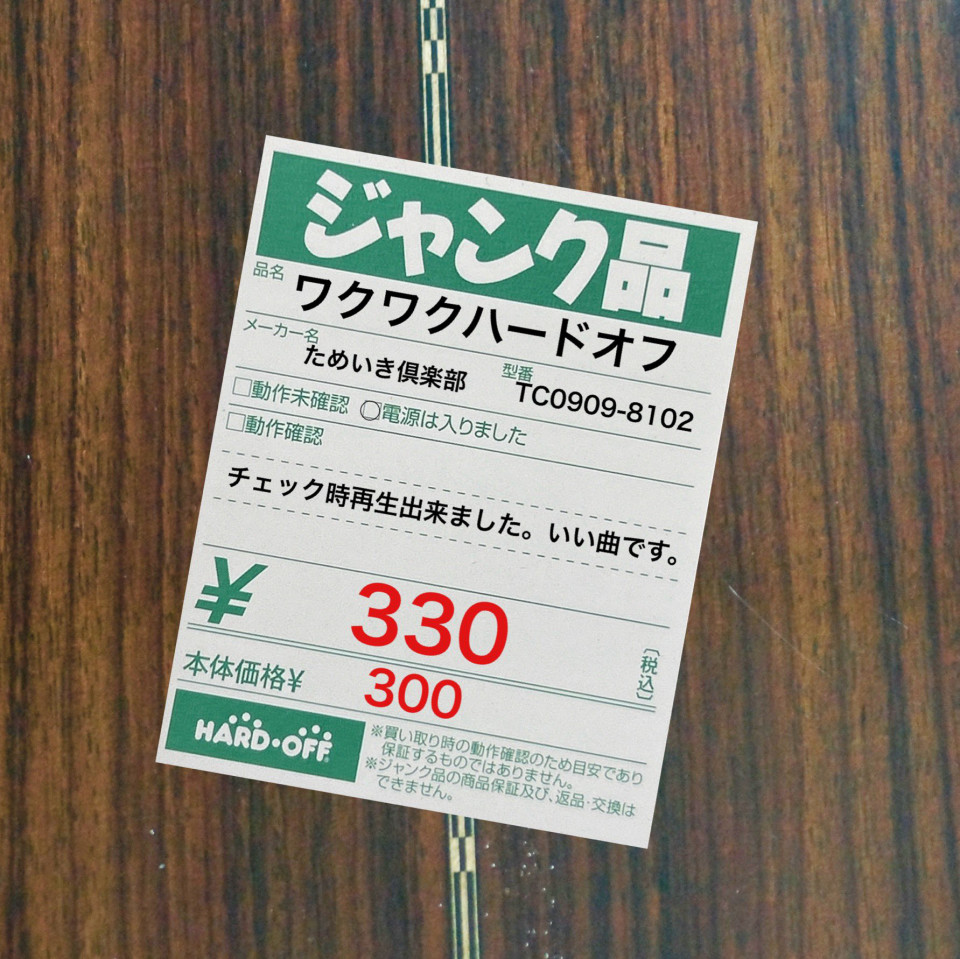 ジャンク品
品名
ワクワクハードオフ
メーカー名
ためいき倶楽部
型番
TC0909-8102
□動作未確認 ○電源は入りました
□動作確認
チェック時再生出来ました。いい曲です。
¥ 330 〔税込〕
本体価格¥ 300
HARD・OFF®
※買い取り時の動作確認のため目安であり
保証するものではありません。
※ジャンク品の商品保証及び、返品・交換は
できません。